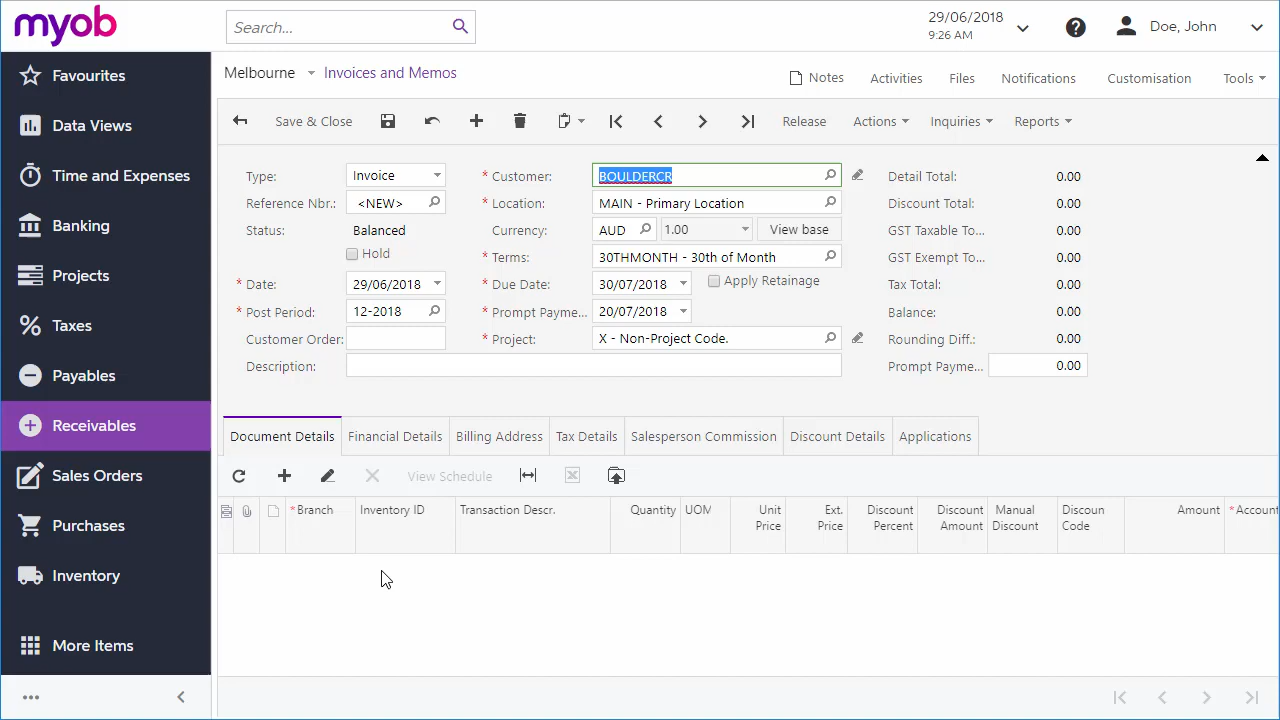 myob
Search...
29/06/2018
9:26 AM
Doe, John
Favourites
Data Views
Time and Expenses
Banking
Projects
Taxes
Payables
Receivables
Sales Orders
Purchases
Inventory
More Items
Melbourne Invoices and Memos
Notes Activities Files Notifications Customisation Tools
Save & Close Release Actions Inquiries Reports
Type: Invoice * Customer: BOULDERCR Detail Total: 0.00
Reference Nbr.: <NEW> * Location: MAIN - Primary Location Discount Total: 0.00
Status: Balanced Currency: AUD 1.00 View base GST Taxable To... 0.00
Hold * Terms: 30THMONTH - 30th of Month GST Exempt To... 0.00
* Date: 29/06/2018 * Due Date: 30/07/2018 Apply Retainage Tax Total: 0.00
* Post Period: 12-2018 * Prompt Payme... 20/07/2018 Balance: 0.00
Customer Order: * Project: X - Non-Project Code. Rounding Diff.: 0.00
Description: Prompt Payme... 0.00
Document Details Financial Details Billing Address Tax Details Salesperson Commission Discount Details Applications
View Schedule
* Branch Inventory ID Transaction Descr. Quantity UOM Unit Price Ext. Price Discount Percent Discount Amount Manual Discount Discoun Code Amount * Account